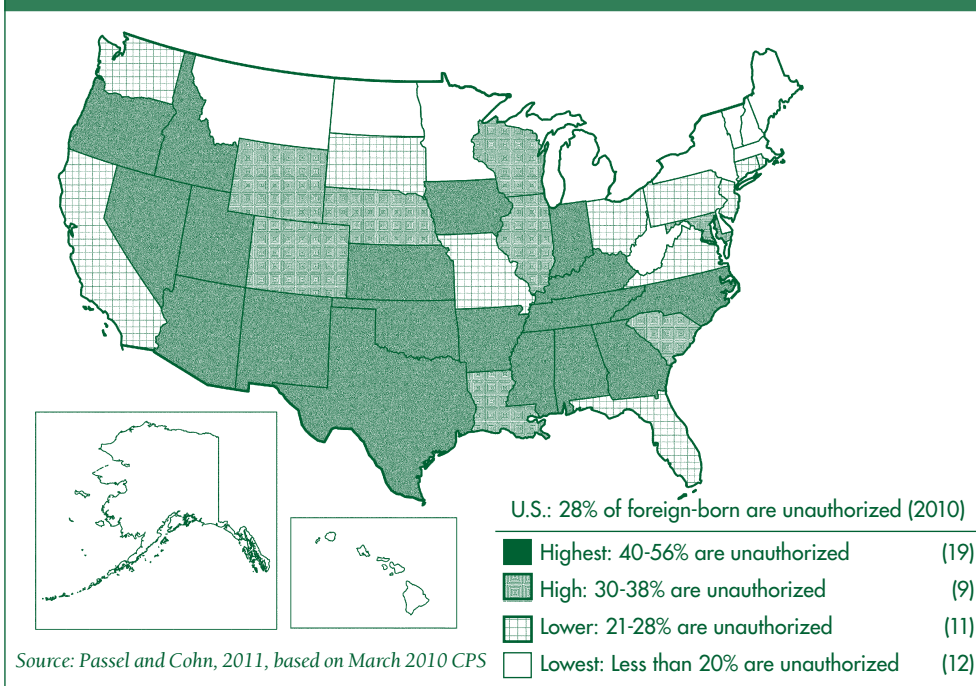 U.S.: 28% of foreign-born are unauthorized (2010)
Highest: 40-56% are unauthorized (19)
High: 30-38% are unauthorized (9)
Lower: 21-28% are unauthorized (11)
Lowest: Less than 20% are unauthorized (12)
Source: Passel and Cohn, 2011, based on March 2010 CPS